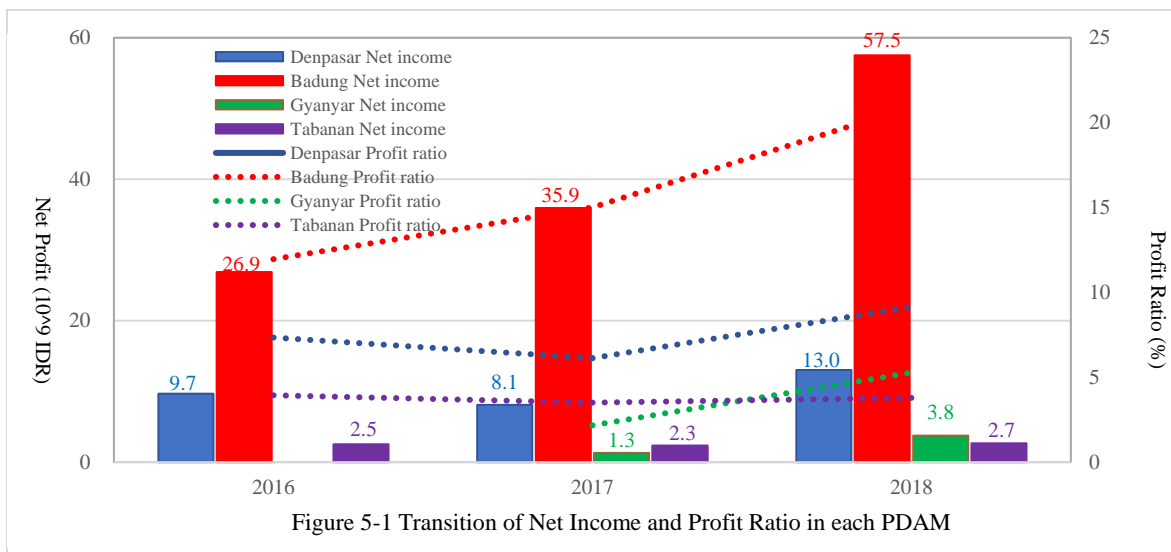 60
40
20
0
Net Profit (10^9 IDR)
25
20
15
10
5
0
Profit Ratio (%)
Denpasar Net income
Badung Net income
Gyanyar Net income
Tabanan Net income
Denpasar Profit ratio
Badung Profit ratio
Gyanyar Profit ratio
Tabanan Profit ratio
9.7
26.9
2.5
8.1
35.9
1.3
2.3
13.0
57.5
3.8
2.7
2016
2017
2018
Figure 5-1 Transition of Net Income and Profit Ratio in each PDAM